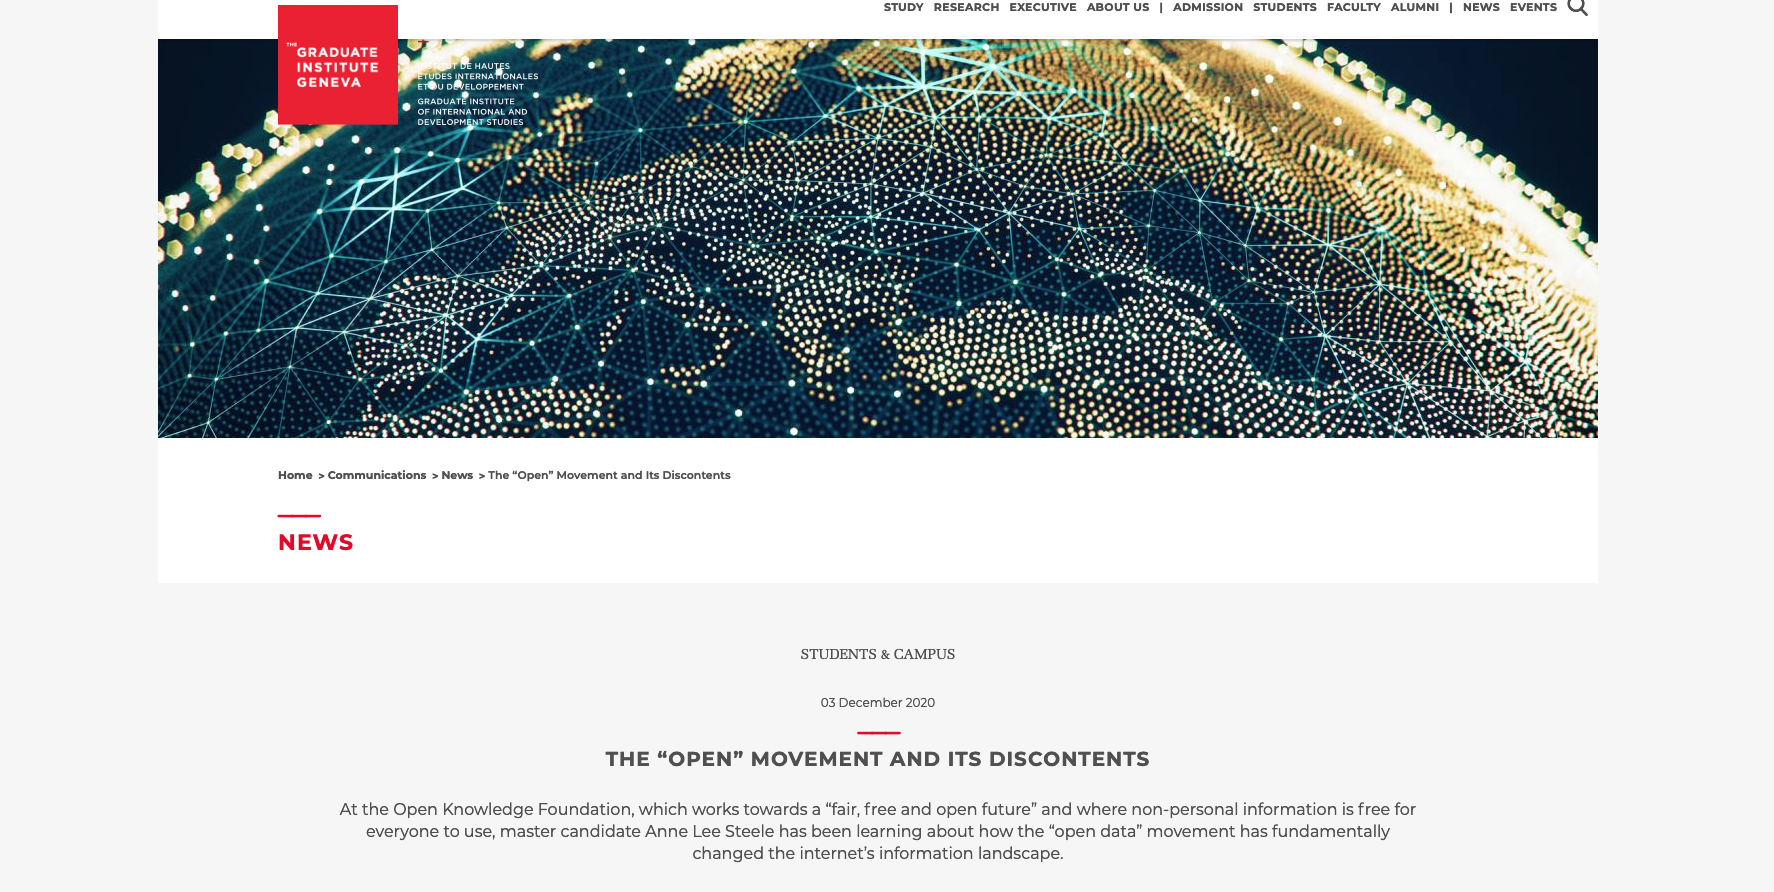 STUDY RESEARCH EXECUTIVE ABOUT US | ADMISSION STUDENTS FACULTY ALUMNI | NEWS EVENTS
THE
GRADUATE
INSTITUTE
GENEVA
INSTITUT DE HAUTES
ETUDES INTERNATIONALES
ET DU DEVELOPPEMENT
GRADUATE INSTITUTE
OF INTERNATIONAL AND
DEVELOPMENT STUDIES
Home > Communications > News > The “Open” Movement and Its Discontents
NEWS
STUDENTS & CAMPUS
03 December 2020
THE “OPEN” MOVEMENT AND ITS DISCONTENTS
At the Open Knowledge Foundation, which works towards a “fair, free and open future” and where non-personal information is free for
everyone to use, master candidate Anne Lee Steele has been learning about how the “open data” movement has fundamentally
changed the internet’s information landscape.